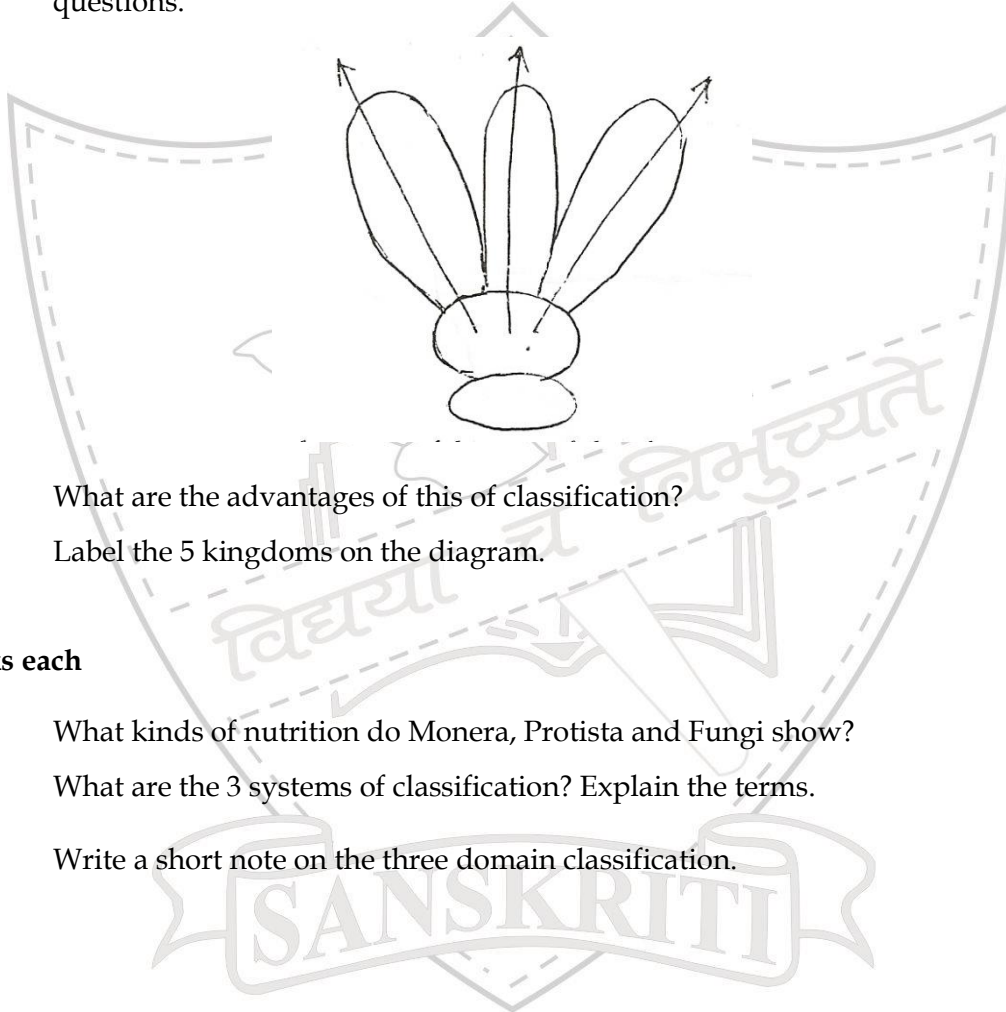 questions.
What are the advantages of this of classification?
Label the 5 kingdoms on the diagram.
s each
What kinds of nutrition do Monera, Protista and Fungi show?
What are the 3 systems of classification? Explain the terms.
Write a short note on the three domain classification.
विद्यया च विमुच्यते
SANSKRITI